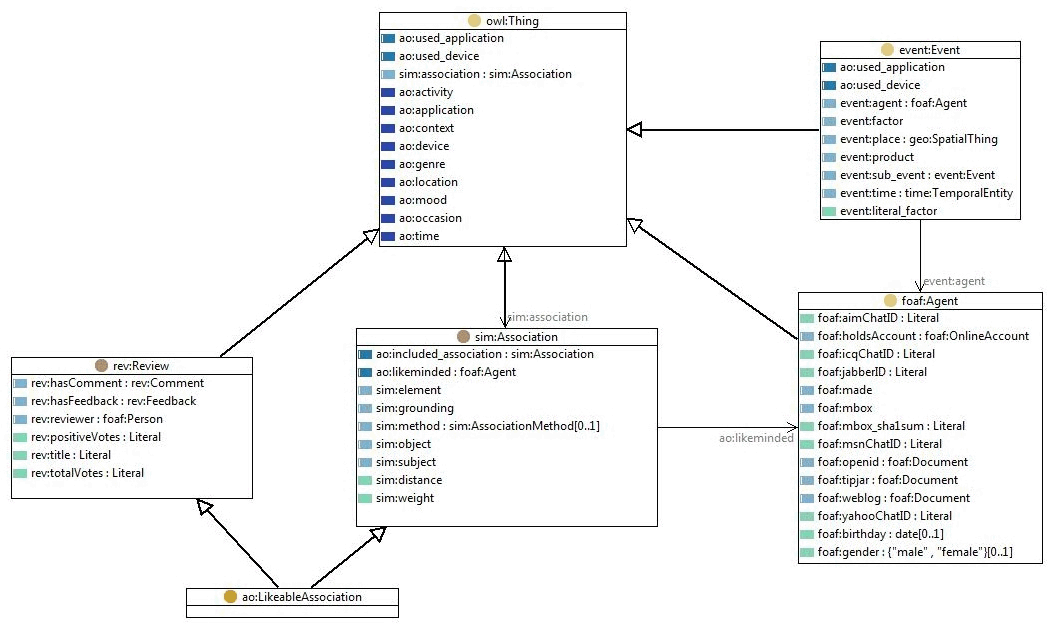 owl:Thing
ao:used_application
ao:used_device
sim:association : sim:Association
ao:activity
ao:application
ao:context
ao:device
ao:genre
ao:location
ao:mood
ao:occasion
ao:time
event:Event
ao:used_application
ao:used_device
event:agent : foaf:Agent
event:factor
event:place : geo:SpatialThing
event:product
event:sub_event : event:Event
event:time : time:TemporalEntity
event:literal_factor
event:agent
foaf:Agent
foaf:aimChatID : Literal
foaf:holdsAccount : foaf:OnlineAccount
foaf:icqChatID : Literal
foaf:jabberID : Literal
foaf:made
foaf:mbox
foaf:mbox_sha1sum : Literal
foaf:msnChatID : Literal
foaf:openid : foaf:Document
foaf:tipjar : foaf:Document
foaf:weblog : foaf:Document
foaf:yahooChatID : Literal
foaf:birthday : date[0..1]
foaf:gender : {"male" , "female"}[0..1]
sim:association
sim:Association
ao:included_association : sim:Association
ao:likeminded : foaf:Agent
sim:element
sim:grounding
sim:method : sim:AssociationMethod[0..1]
sim:object
sim:subject
sim:distance
sim:weight
ao:likeminded
rev:Review
rev:hasComment : rev:Comment
rev:hasFeedback : rev:Feedback
rev:reviewer : foaf:Person
rev:positiveVotes : Literal
rev:title : Literal
rev:totalVotes : Literal
ao:LikeableAssociation